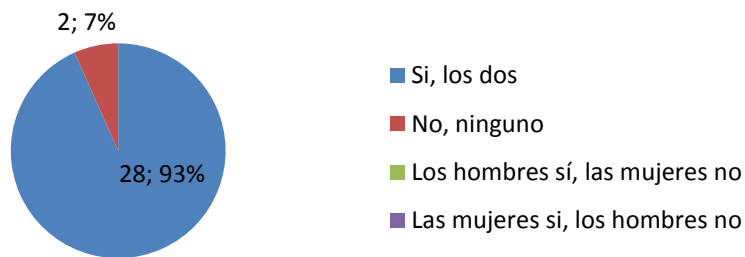 2; 7%
28; 93%
Si, los dos
No, ninguno
Los hombres sí, las mujeres no
Las mujeres si, los hombres no